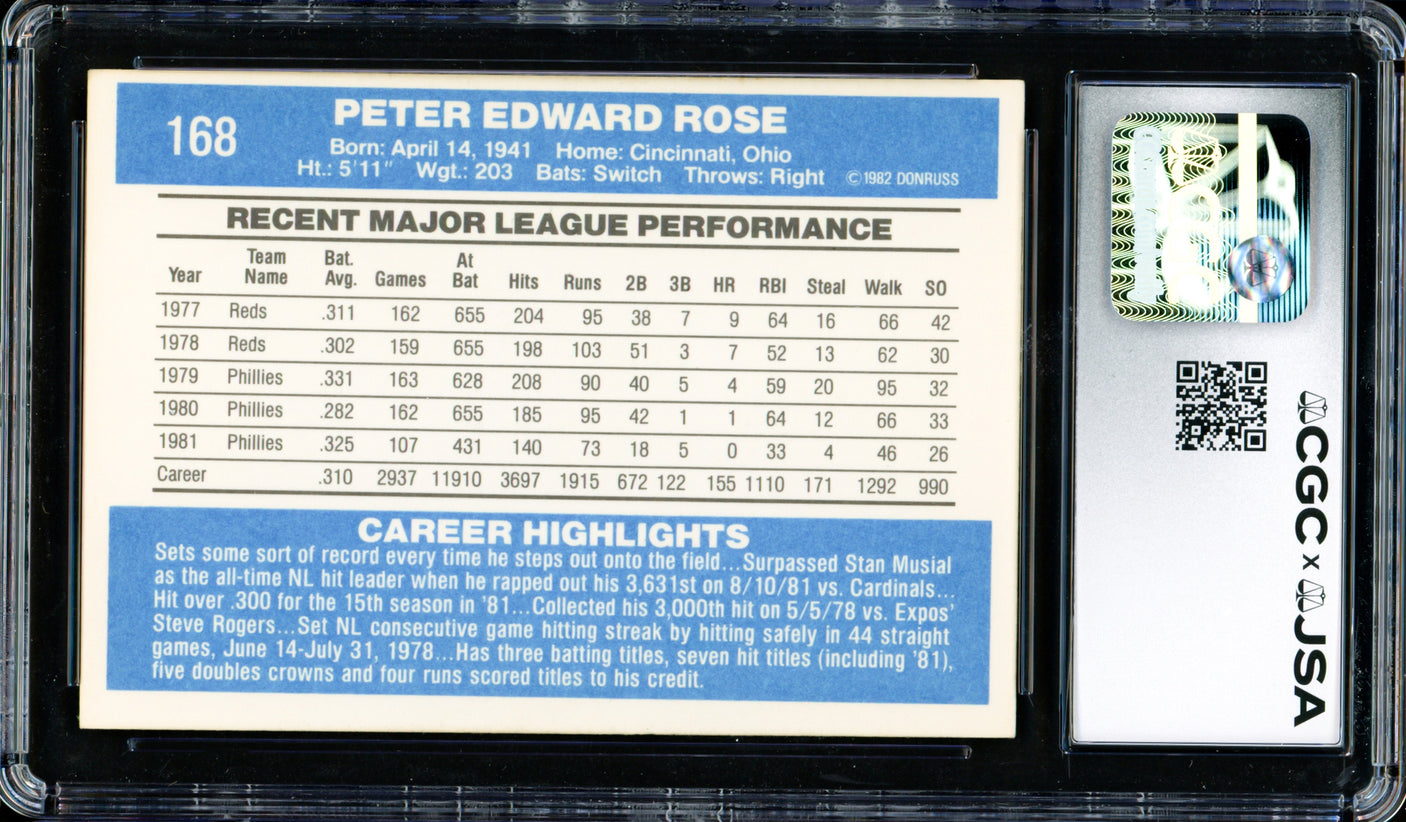 168
PETER EDWARD ROSE
Born: April 14, 1941 Home: Cincinnati, Ohio
Ht.: 5'11" Wgt.: 203 Bats: Switch Throws: Right ©1982 DONRUSS
RECENT MAJOR LEAGUE PERFORMANCE
Year Team Name Bat. Avg. Games At Bat Hits Runs 2B 3B HR RBI Steal Walk SO
1977 Reds .311 162 655 204 95 38 7 9 64 16 66 42
1978 Reds .302 159 655 198 103 51 3 7 52 13 62 30
1979 Phillies .331 163 628 208 90 40 5 4 59 20 95 32
1980 Phillies .282 162 655 185 95 42 1 1 64 12 66 33
1981 Phillies .325 107 431 140 73 18 5 0 33 4 46 26
Career .310 2937 11910 3697 1915 672 122 155 1110 171 1292 990
CAREER HIGHLIGHTS
Sets some sort of record every time he steps out onto the field...Surpassed Stan Musial
as the all-time NL hit leader when he rapped out his 3,631st on 8/10/81 vs. Cardinals...
Hit over .300 for the 15th season in '81...Collected his 3,000th hit on 5/5/78 vs. Expos'
Steve Rogers...Set NL consecutive game hitting streak by hitting safely in 44 straight
games, June 14-July 31, 1978...Has three batting titles, seven hit titles (including '81),
five doubles crowns and four runs scored titles to his credit.
CGC x JSA